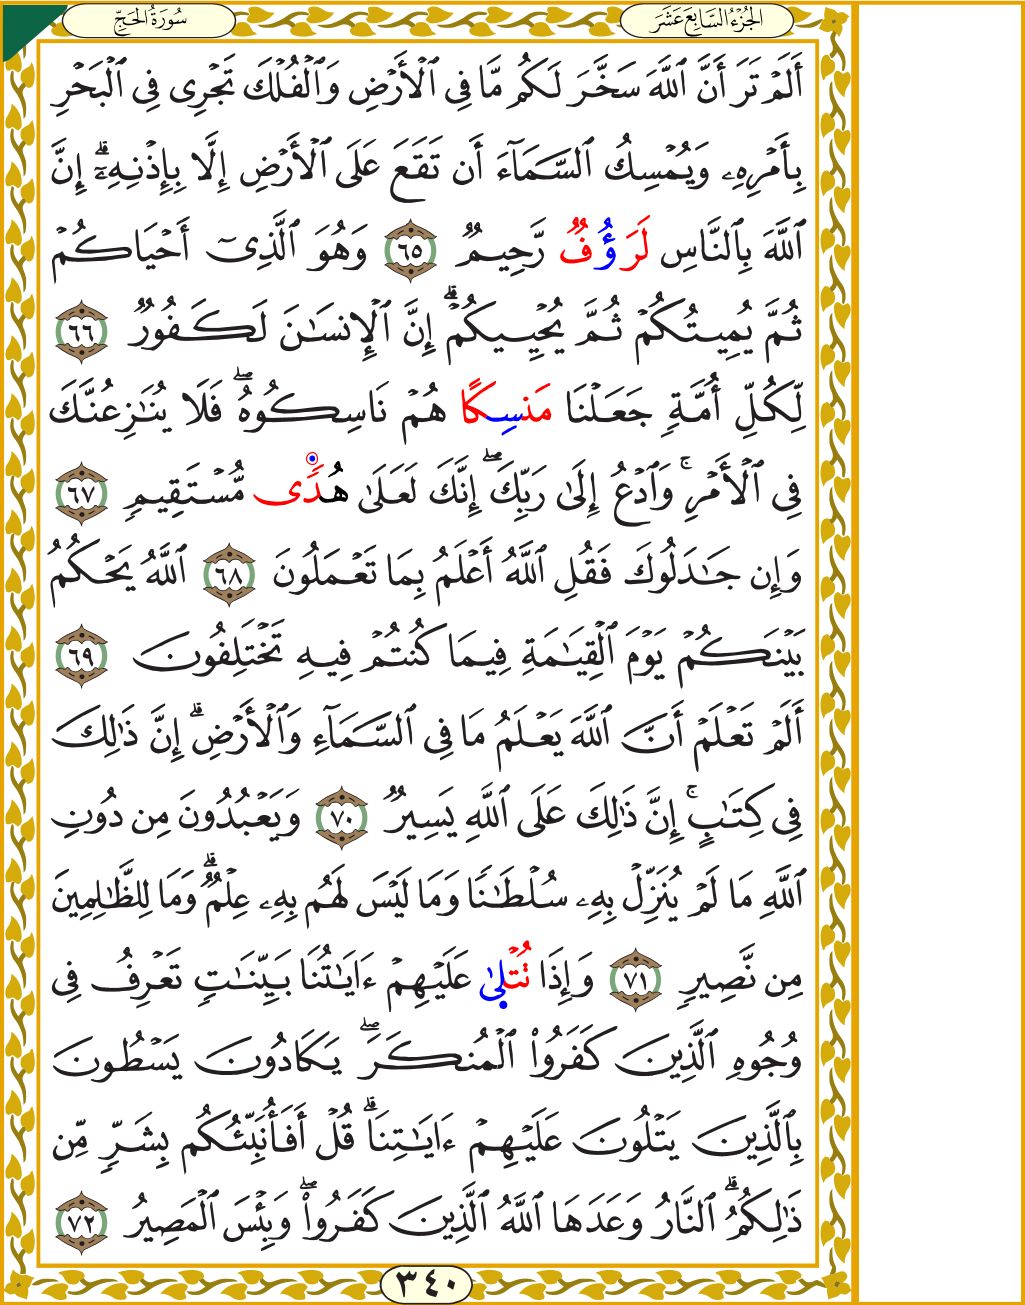 الجُزْءُ السَّابِعَ عَشَرَ
سُورَةُ الحَجِّ
أَلَمْ تَرَ أَنَّ ٱللَّهَ سَخَّرَ لَكُم مَّا فِى ٱلْأَرْضِ وَٱلْفُلْكَ تَجْرِى فِى ٱلْبَحْرِ
بِأَمْرِهِۦ وَيُمْسِكُ ٱلسَّمَآءَ أَن تَقَعَ عَلَى ٱلْأَرْضِ إِلَّا بِإِذْنِهِۦٓ ۗ إِنَّ
ٱللَّهَ بِٱلنَّاسِ لَرَؤُفٌ رَّحِيمٌ ٦٥ وَهُوَ ٱلَّذِىٓ أَحْيَاكُمْ
ثُمَّ يُمِيتُكُمْ ثُمَّ يُحْيِيكُمْ ۗ إِنَّ ٱلْإِنسَٰنَ لَكَفُورٌ ٦٦
لِّكُلِّ أُمَّةٍ جَعَلْنَا مَنسِكًا هُمْ نَاسِكُوهُ ۖ فَلَا يُنَٰزِعُنَّكَ
فِى ٱلْأَمْرِ ۚ وَٱدْعُ إِلَىٰ رَبِّكَ ۖ إِنَّكَ لَعَلَىٰ هُدًى مُّسْتَقِيمٍ ٦٧
وَإِن جَٰدَلُوكَ فَقُلِ ٱللَّهُ أَعْلَمُ بِمَا تَعْمَلُونَ ٦٨ ٱللَّهُ يَحْكُمُ
بَيْنَكُمْ يَوْمَ ٱلْقِيَٰمَةِ فِيمَا كُنتُمْ فِيهِ تَخْتَلِفُونَ ٦٩
أَلَمْ تَعْلَمْ أَنَّ ٱللَّهَ يَعْلَمُ مَا فِى ٱلسَّمَآءِ وَٱلْأَرْضِ ۗ إِنَّ ذَٰلِكَ
فِى كِتَٰبٍ ۚ إِنَّ ذَٰلِكَ عَلَى ٱللَّهِ يَسِيرٌ ٧٠ وَيَعْبُدُونَ مِن دُونِ
ٱللَّهِ مَا لَمْ يُنَزِّلْ بِهِۦ سُلْطَٰنًا وَمَا لَيْسَ لَهُم بِهِۦ عِلْمٌ ۗ وَمَا لِلظَّٰلِمِينَ
مِن نَّصِيرٍ ٧١ وَإِذَا تُتْلَىٰ عَلَيْهِمْ ءَايَٰتُنَا بَيِّنَٰتٍ تَعْرِفُ فِى
وُجُوهِ ٱلَّذِينَ كَفَرُوا۟ ٱلْمُنكَرَ ۖ يَكَادُونَ يَسْطُونَ
بِٱلَّذِينَ يَتْلُونَ عَلَيْهِمْ ءَايَٰتِنَا ۗ قُلْ أَفَأُنَبِّئُكُم بِشَرٍّ مِّن
ذَٰلِكُمُ ۗ ٱلنَّارُ وَعَدَهَا ٱللَّهُ ٱلَّذِينَ كَفَرُوا۟ ۖ وَبِئْسَ ٱلْمَصِيرُ ٧٢
٣٤٠